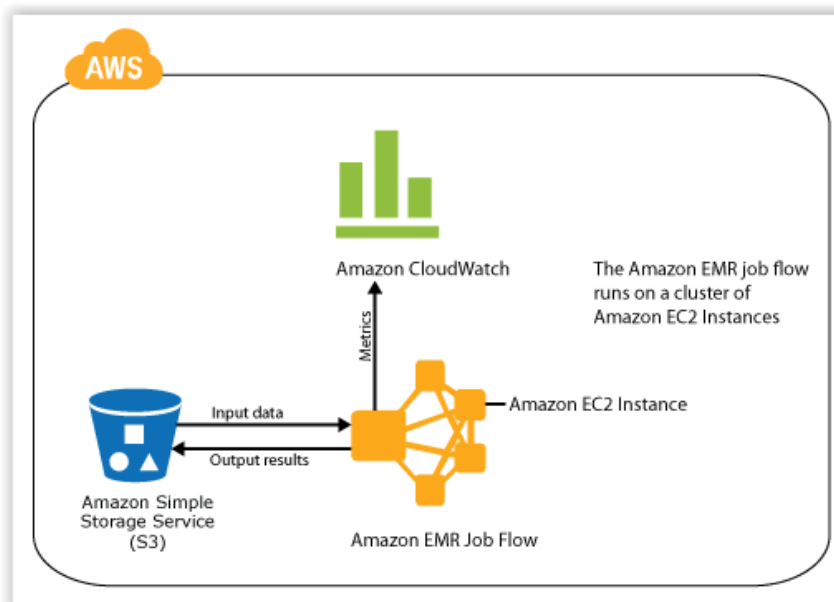 AWS
Amazon CloudWatch
The Amazon EMR job flow
runs on a cluster of
Amazon EC2 Instances
Metrics
Input data
Amazon EC2 Instance
Output results
Amazon Simple
Storage Service
(S3)
Amazon EMR Job Flow